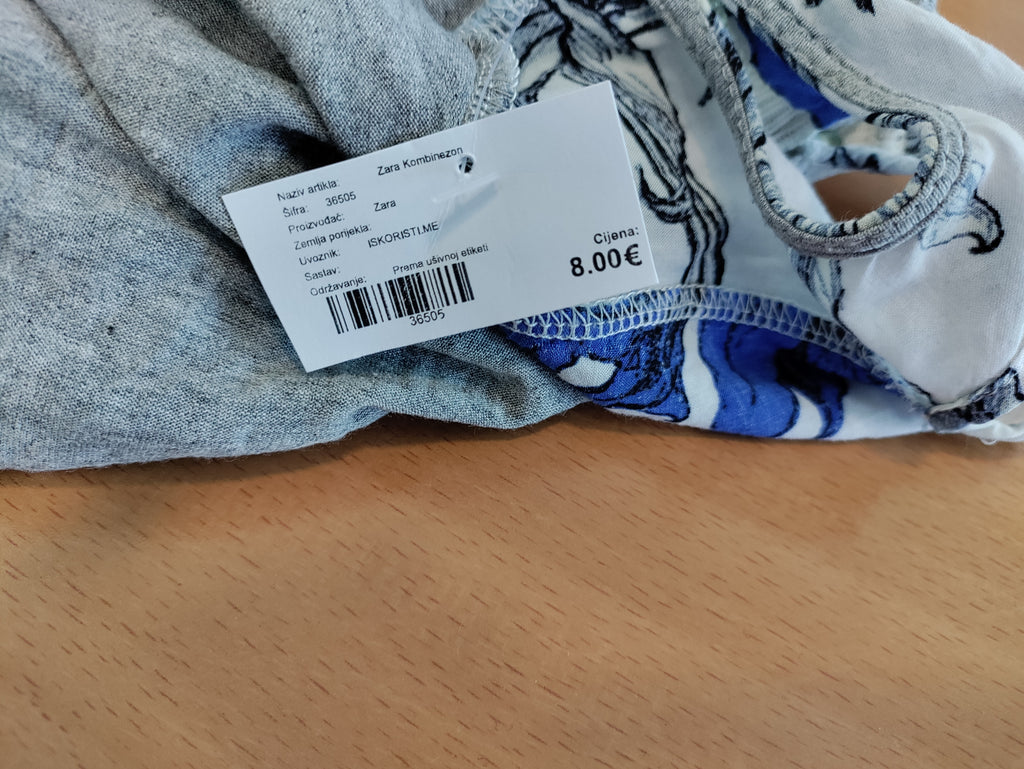 Naziv artikla: Zara Kombinezon
Šifra: 36505
Proizvođač: Zara
Zemlja porijekla:
Uvoznik: ISKORISTI.ME
Sastav:
Održavanje: Prema ušivnoj etiketi
36505
Cijena:
8.00€